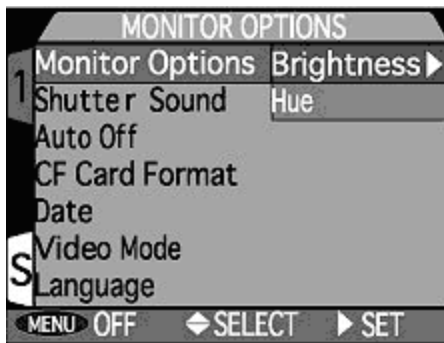 MONITOR OPTIONS
1
Monitor Options Brightness
Shutter Sound Hue
Auto Off
CF Card Format
Date
Video Mode
S
Language
MENU OFF SELECT SET